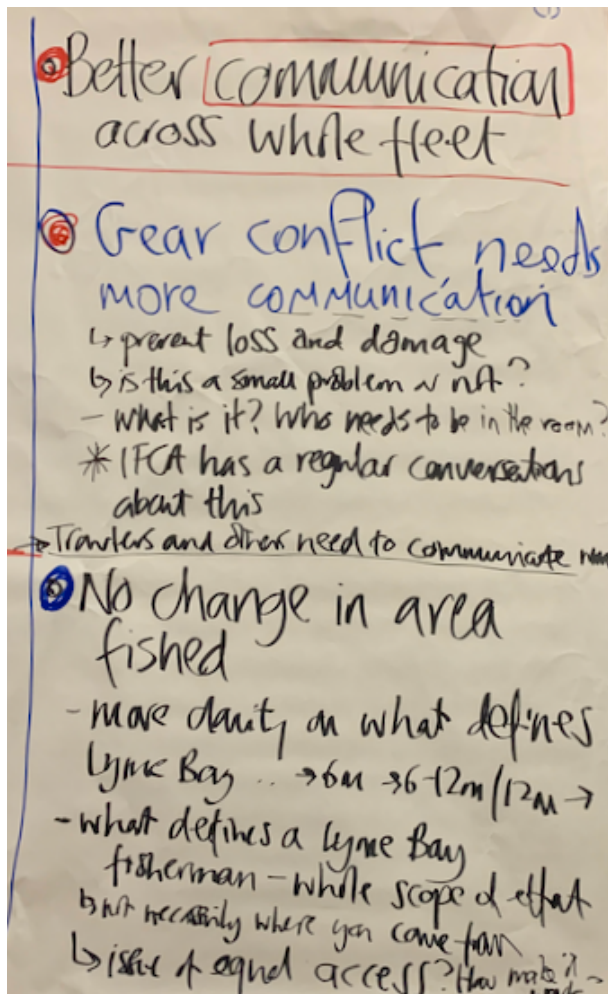 Better communication
across whole fleet
Gear conflict needs
more communication
↳ prevent loss and damage
↳ is this a small problem or not?
- What is it? Who needs to be in the room?
* IFCA has a regular conversations
about this
→ Trawlers and others need to communicate
No change in area
fished
- more clarity on what defines
Lyme Bay .. → 6m → 6-12m / 12m →
- what defines a Lyme Bay
fisherman - whole scope of effort
↳ not necessarily where you come from
↳ issue of equal access? How make it